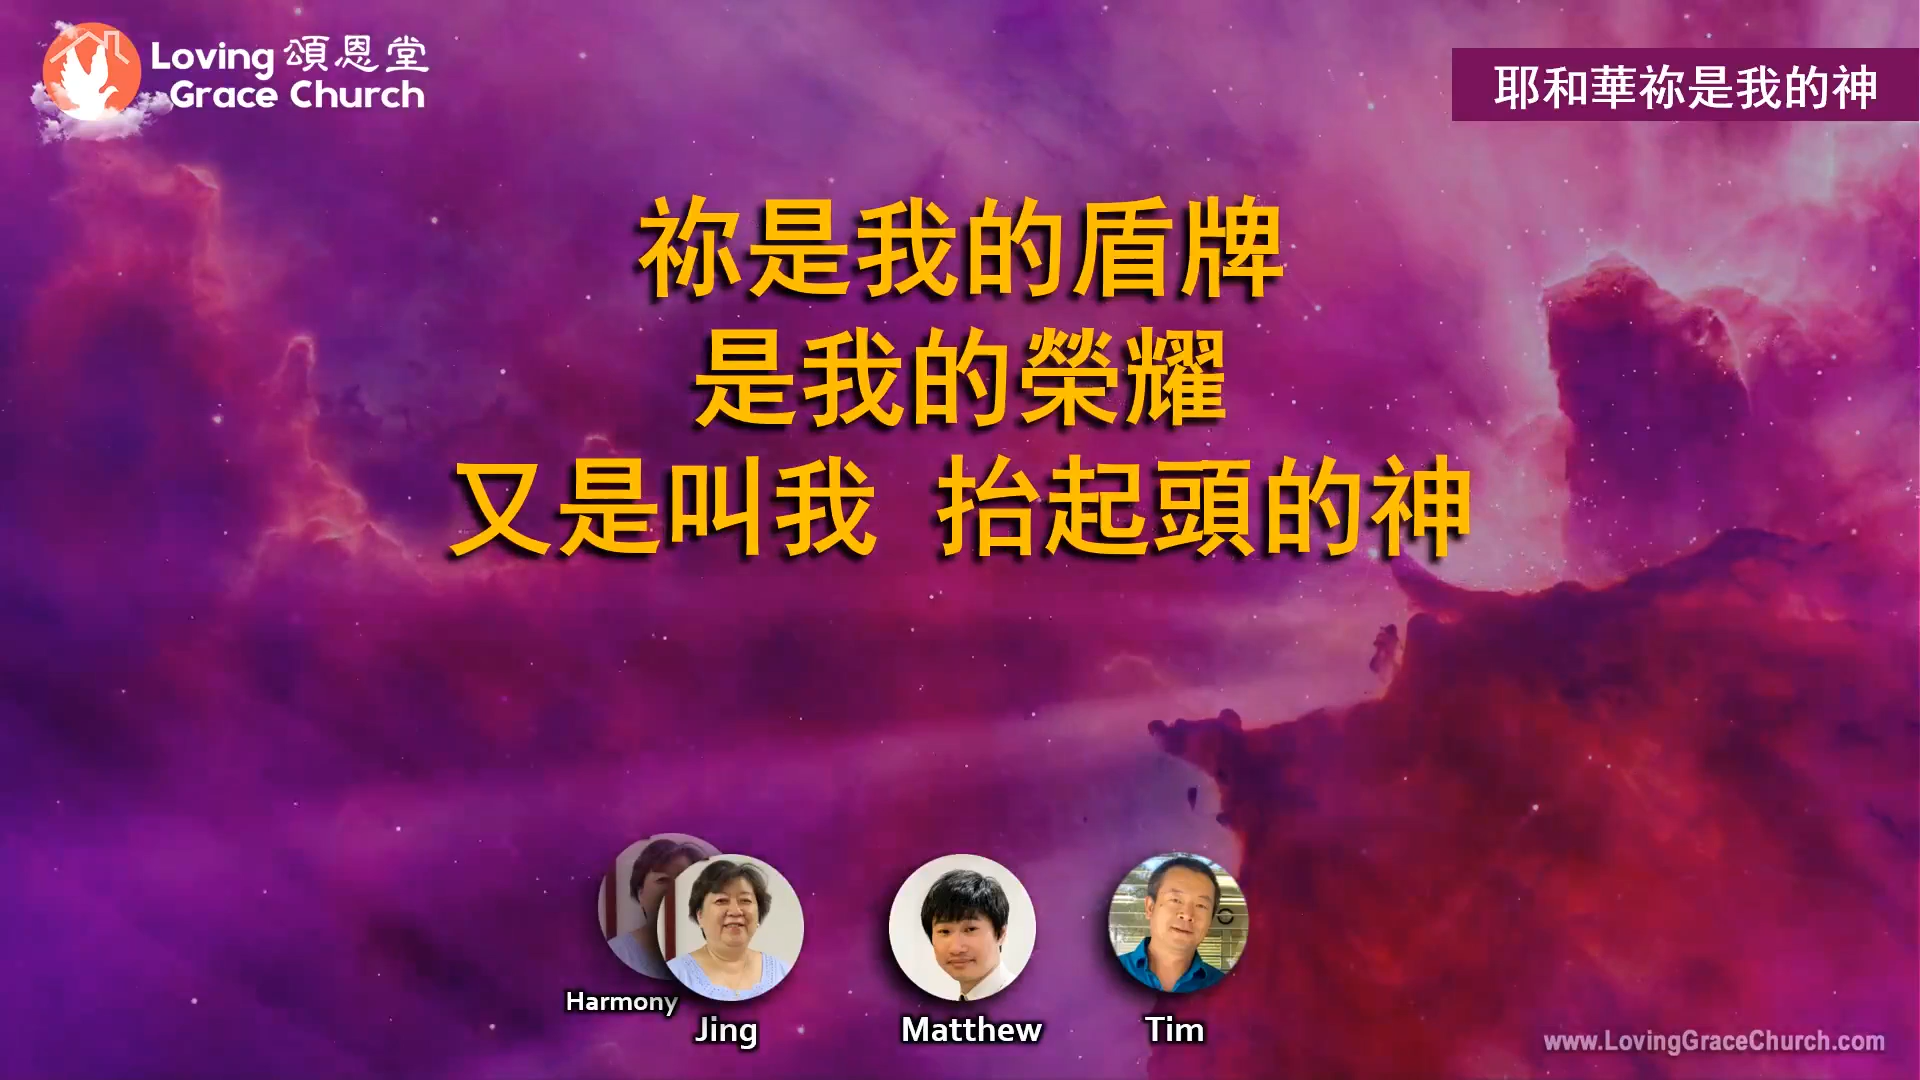 Loving 頌恩堂
Grace Church
耶和華祢是我的神
祢是我的盾牌
是我的榮耀
又是叫我 抬起頭的神
Harmony
Jing
Matthew
Tim
www.LovingGraceChurch.com